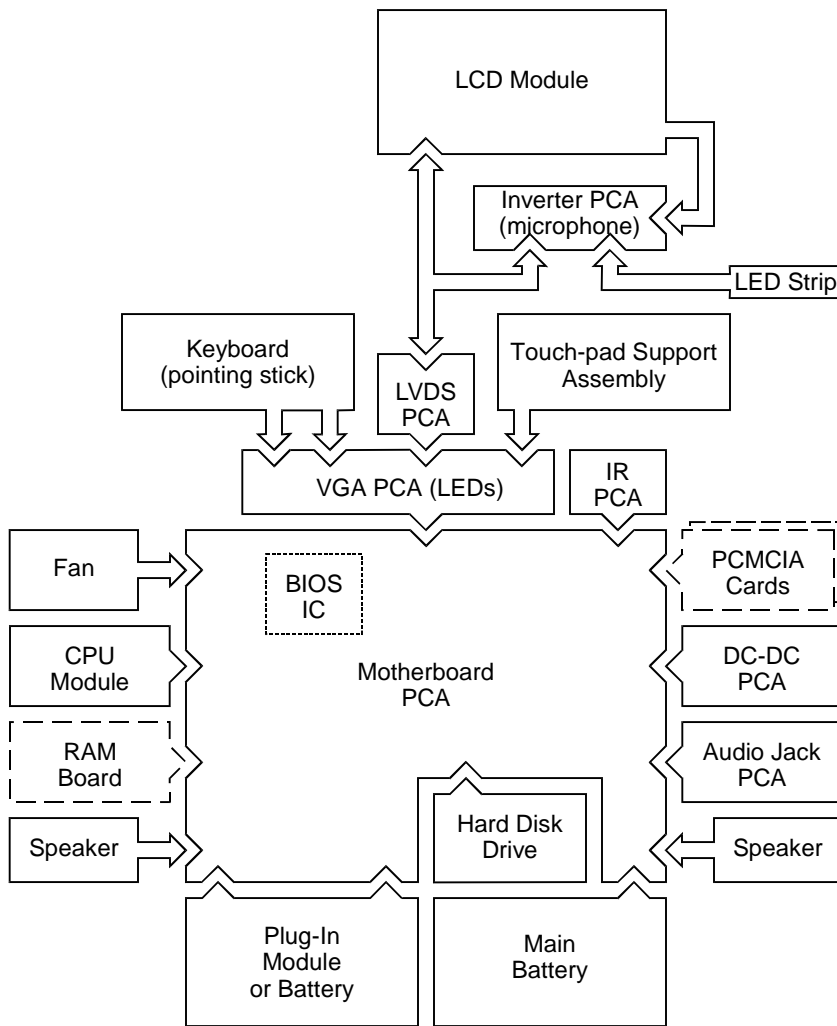 LCD Module
Inverter PCA
(microphone)
LED Strip
Keyboard
(pointing stick)
LVDS
PCA
Touch-pad Support
Assembly
VGA PCA (LEDs)
IR
PCA
Fan
BIOS
IC
PCMCIA
Cards
CPU
Module
Motherboard
PCA
DC-DC
PCA
RAM
Board
Audio Jack
PCA
Speaker
Hard Disk
Drive
Speaker
Plug-In
Module
or Battery
Main
Battery